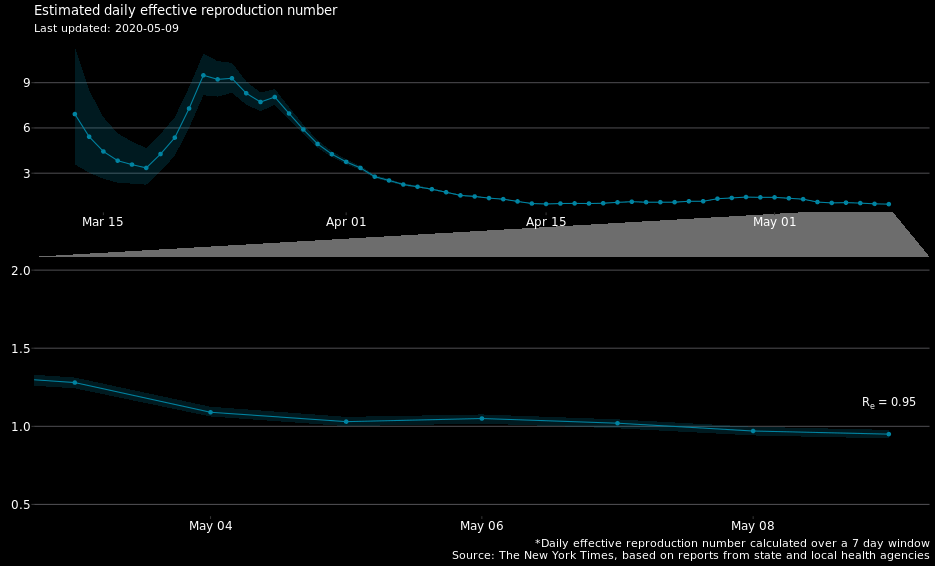 Estimated daily effective reproduction number
Last updated: 2020-05-09
9
6
3
Mar 15 Apr 01 Apr 15 May 01
2.0
1.5
1.0
0.5
Re = 0.95
May 04 May 06 May 08
*Daily effective reproduction number calculated over a 7 day window
Source: The New York Times, based on reports from state and local health agencies